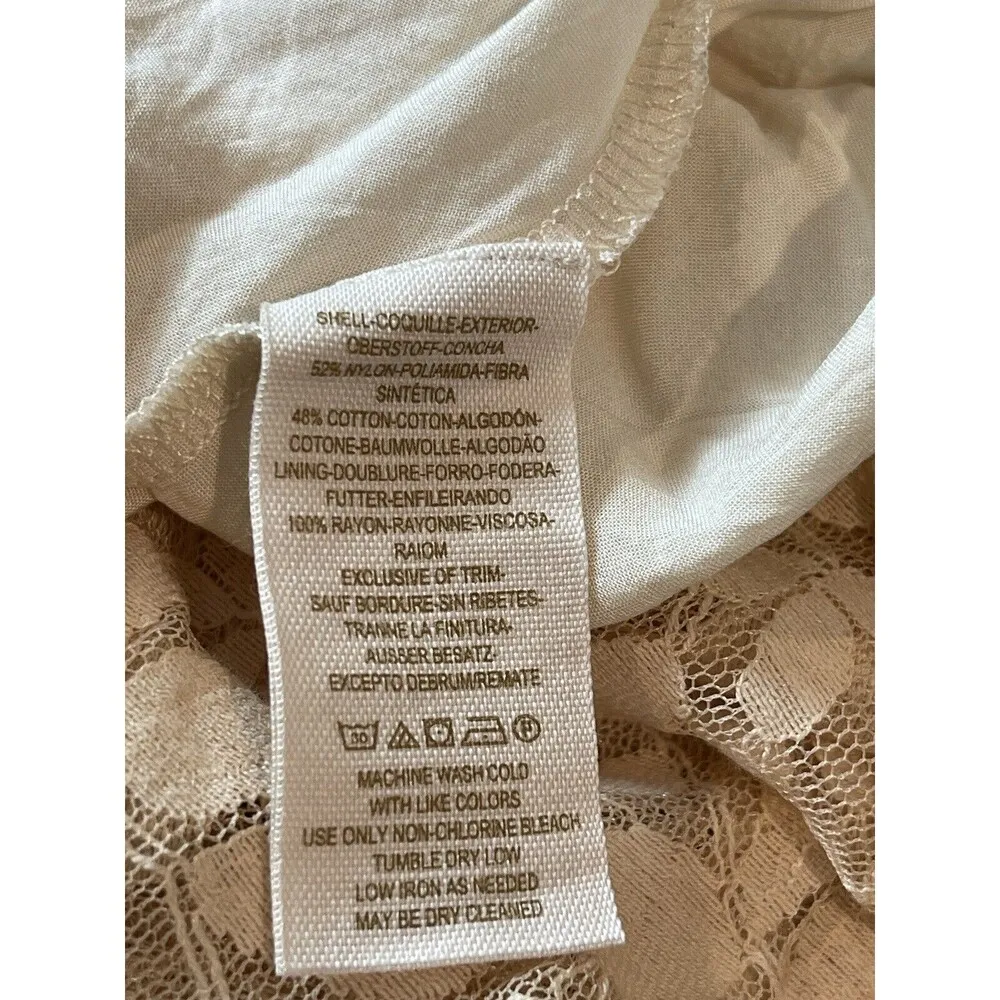 SHELL-COQUILLE-EXTERIOR-
OBERSTOFF-CONCHA
52% NYLON-POLIAMIDA-FIBRA
SINTÉTICA
48% COTTON-COTON-ALGODÓN-
COTONE-BAUMWOLLE-ALGODÃO
LINING-DOUBLURE-FORRO-FODERA-
FUTTER-ENFILEIRANDO
100% RAYON-RAYONNE-VISCOSA-
RAIOM
EXCLUSIVE OF TRIM-
SAUF BORDURE-SIN RIBETES-
TRANNE LA FINITURA-
AUSSER BESATZ-
EXCEPTO DEBRUM/REMATE
30 P
MACHINE WASH COLD
WITH LIKE COLORS
USE ONLY NON-CHLORINE BLEACH
TUMBLE DRY LOW
LOW IRON AS NEEDED
MAY BE DRY CLEANED